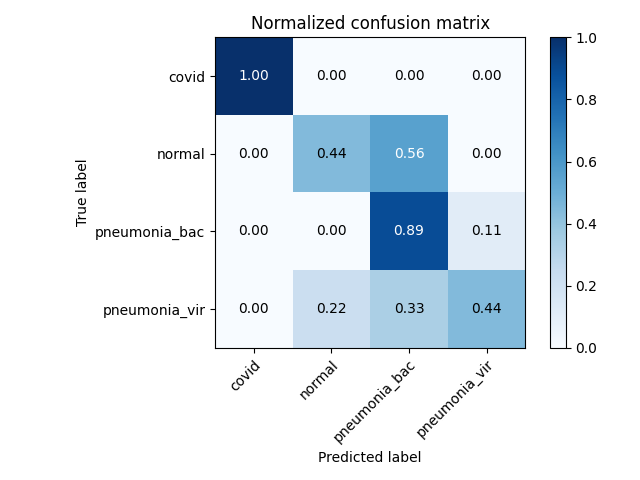 Normalized confusion matrix
True label
covid 1.00 0.00 0.00 0.00
normal 0.00 0.44 0.56 0.00
pneumonia_bac 0.00 0.00 0.89 0.11
pneumonia_vir 0.00 0.22 0.33 0.44
covid normal pneumonia_bac pneumonia_vir
Predicted label
1.0
0.8
0.6
0.4
0.2
0.0